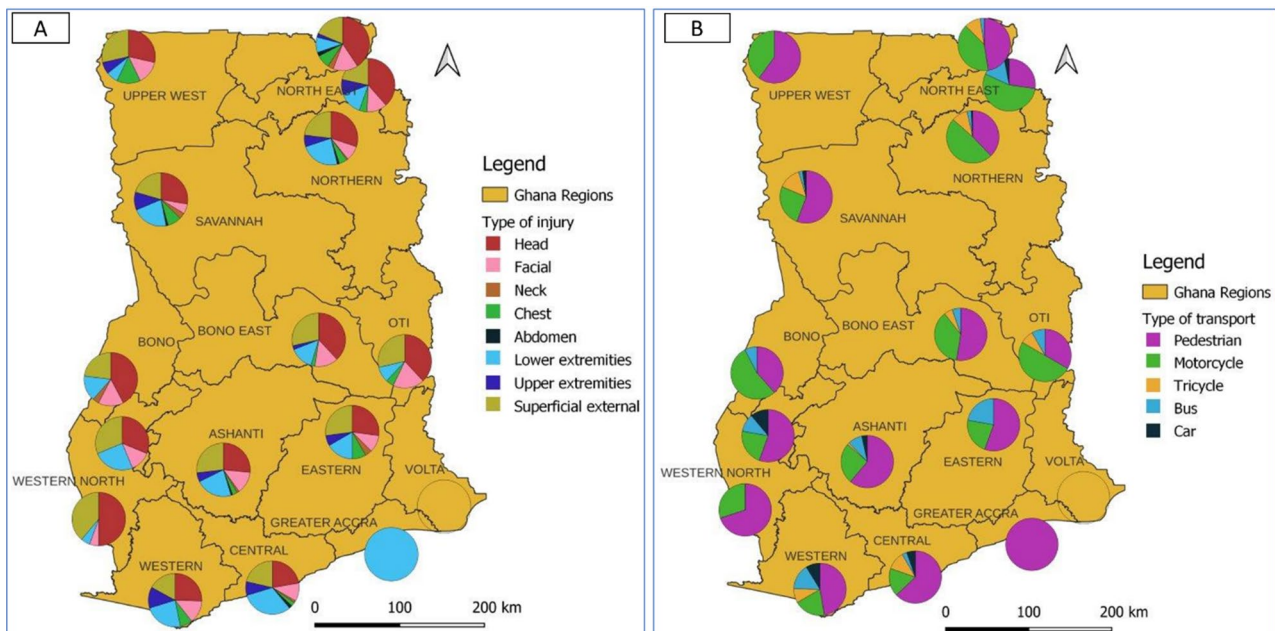 A
UPPER WEST
NORTH EAST
NORTHERN
SAVANNAH
BONO EAST
BONO
OTI
ASHANTI
EASTERN
VOLTA
WESTERN NORTH
GREATER ACCRA
CENTRAL
WESTERN
Legend
Ghana Regions
Type of injury
Head
Facial
Neck
Chest
Abdomen
Lower extremities
Upper extremities
Superficial external
0 100 200 km
B
UPPER WEST
NORTH EAST
NORTHERN
SAVANNAH
BONO EAST
BONO
OTI
ASHANTI
EASTERN
VOLTA
WESTERN NORTH
GREATER ACCRA
CENTRAL
WESTERN
Legend
Ghana Regions
Type of transport
Pedestrian
Motorcycle
Tricycle
Bus
Car
0 100 200 km